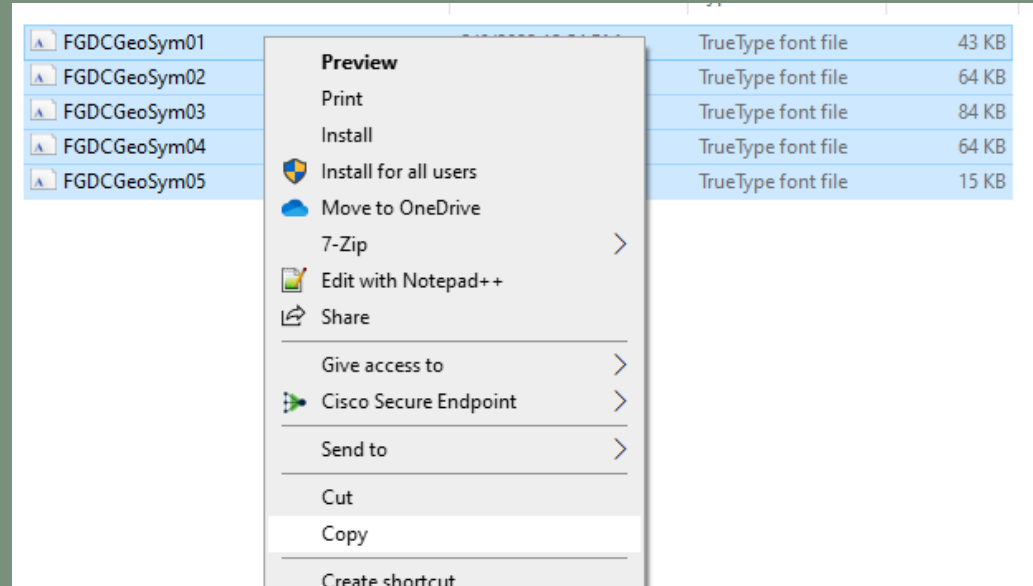 FGDCGeoSym01 TrueType font file 43 KB
FGDCGeoSym02 TrueType font file 64 KB
FGDCGeoSym03 TrueType font file 84 KB
FGDCGeoSym04 TrueType font file 64 KB
FGDCGeoSym05 TrueType font file 15 KB
Preview
Print
Install
Install for all users
Move to OneDrive
7-Zip
Edit with Notepad++
Share
Give access to
Cisco Secure Endpoint
Send to
Cut
Copy
Create shortcut